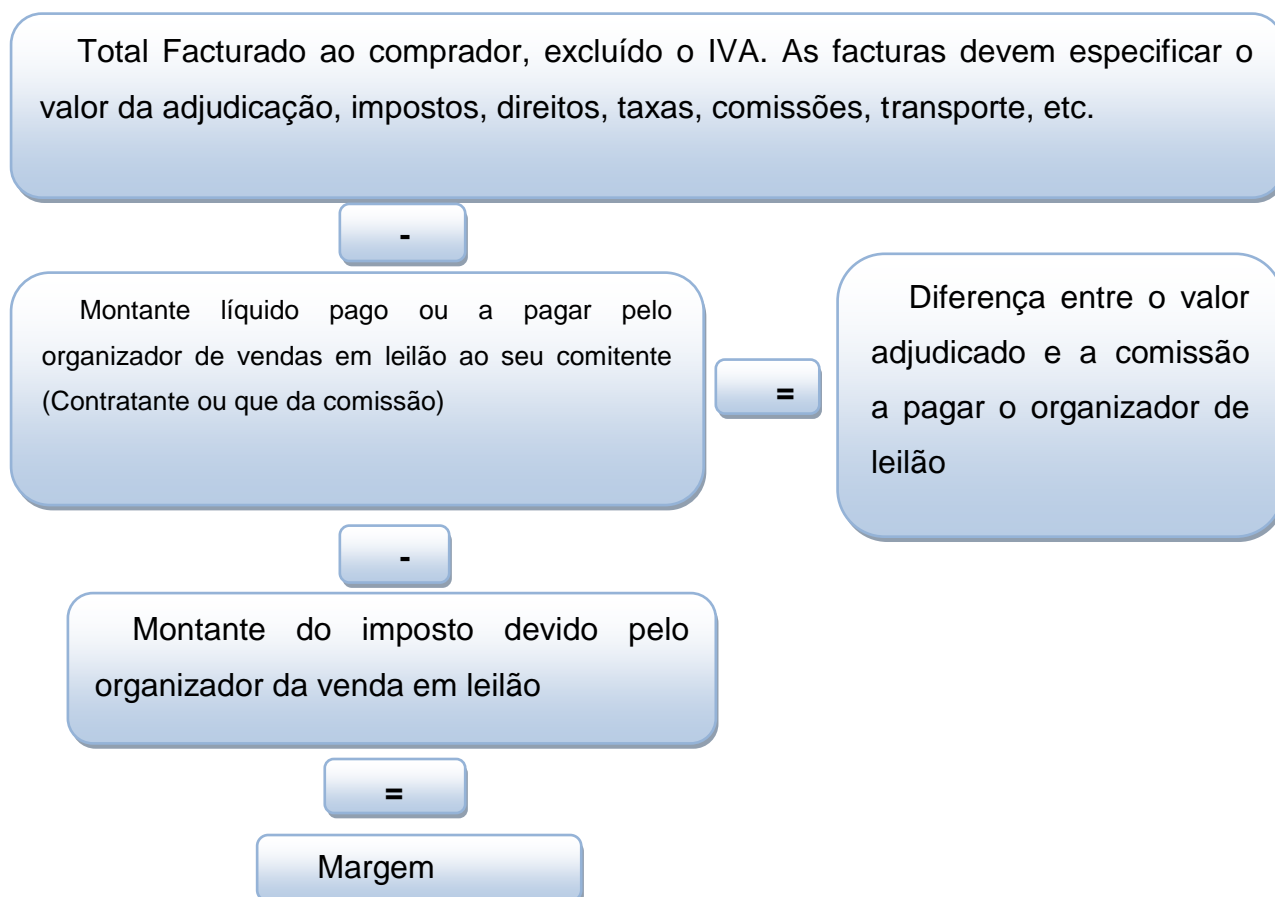 Total Facturado ao comprador, excluído o IVA. As facturas devem especificar o
valor da adjudicação, impostos, direitos, taxas, comissões, transporte, etc.
-
Montante líquido pago ou a pagar pelo
organizador de vendas em leilão ao seu comitente
(Contratante ou que da comissão)
=
Diferença entre o valor
adjudicado e a comissão
a pagar o organizador de
leilão
-
Montante do imposto devido pelo
organizador da venda em leilão
=
Margem